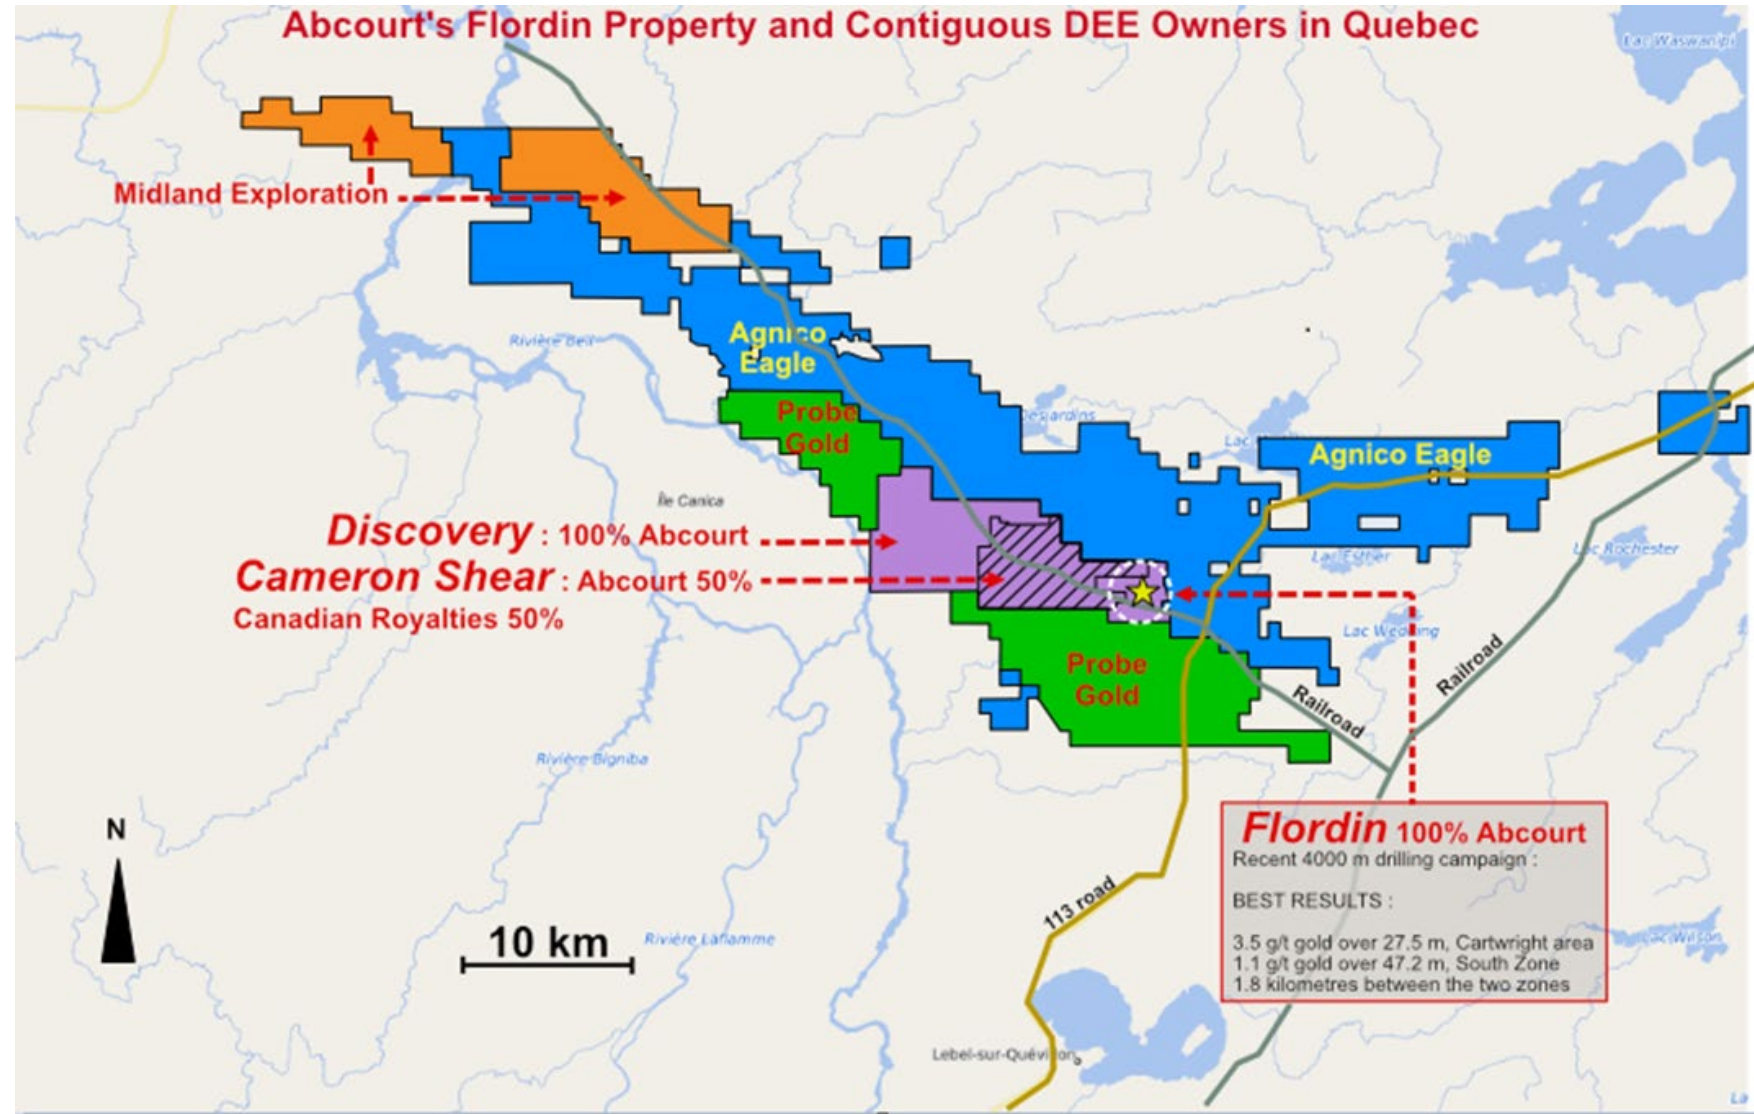 Abcourt's Flordin Property and Contiguous DEE Owners in Quebec
Lac Waswanipi
Midland Exploration
Rivière Bell
Agnico
Eagle
Probe
Gold
Desjardins
Lac
Agnico Eagle
Île Canica
Discovery : 100% Abcourt
Cameron Shear : Abcourt 50%
Canadian Royalties 50%
Lac Esther
Lac Rochester
Lac Wedding
Probe
Gold
Railroad
Railroad
Rivière Bigniba
N
10 km
Rivière Laflamme
113 road
Flordin 100% Abcourt
Recent 4000 m drilling campaign :
BEST RESULTS :
3.5 g/t gold over 27.5 m, Cartwright area
1.1 g/t gold over 47.2 m, South Zone
1.8 kilometres between the two zones
Lac Wilson
Lebel-sur-Quévillon
La